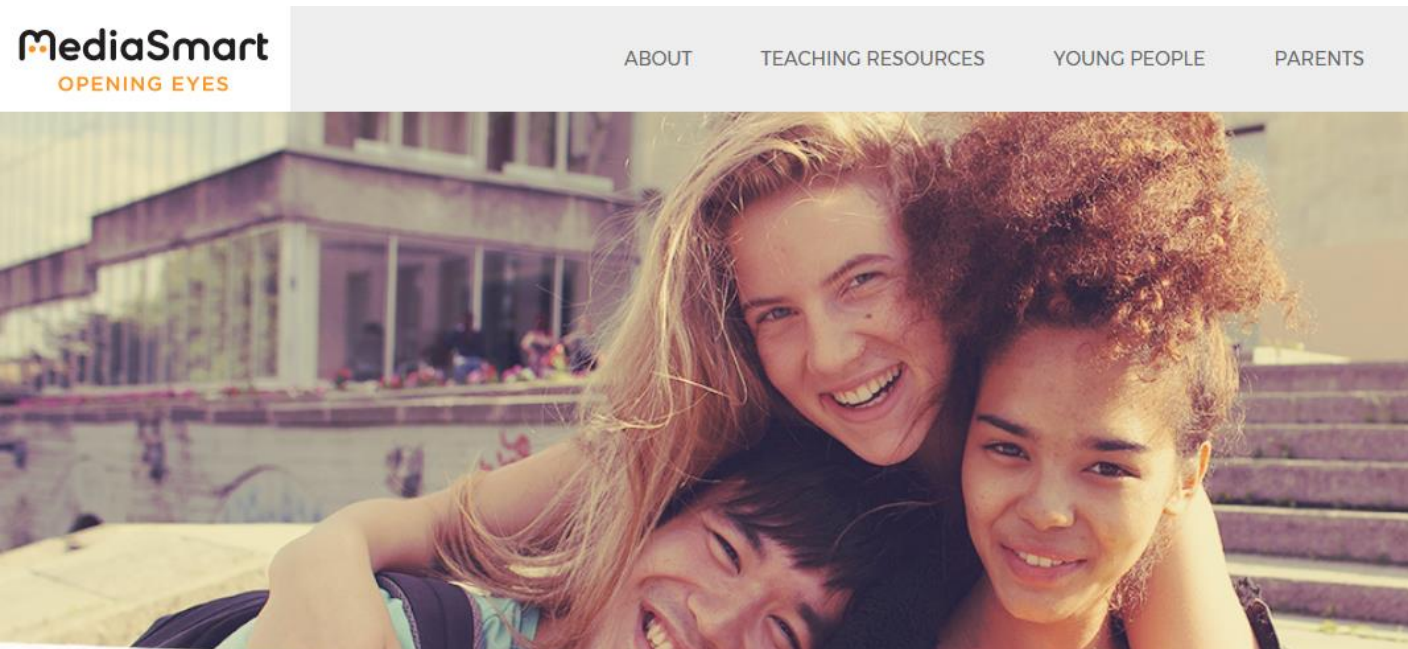 MediaSmart
OPENING EYES
ABOUT TEACHING RESOURCES YOUNG PEOPLE PARENTS